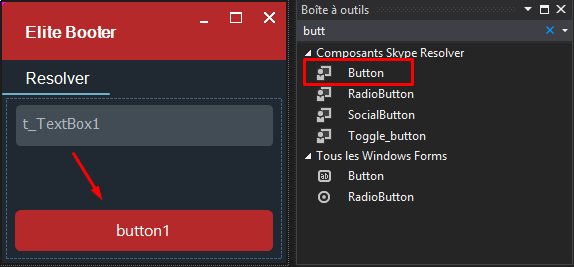 Elite Booter
Resolver
t_TextBox1
button1
Boîte à outils
butt
Composants Skype Resolver
Button
RadioButton
SocialButton
Toggle_button
Tous les Windows Forms
Button
RadioButton